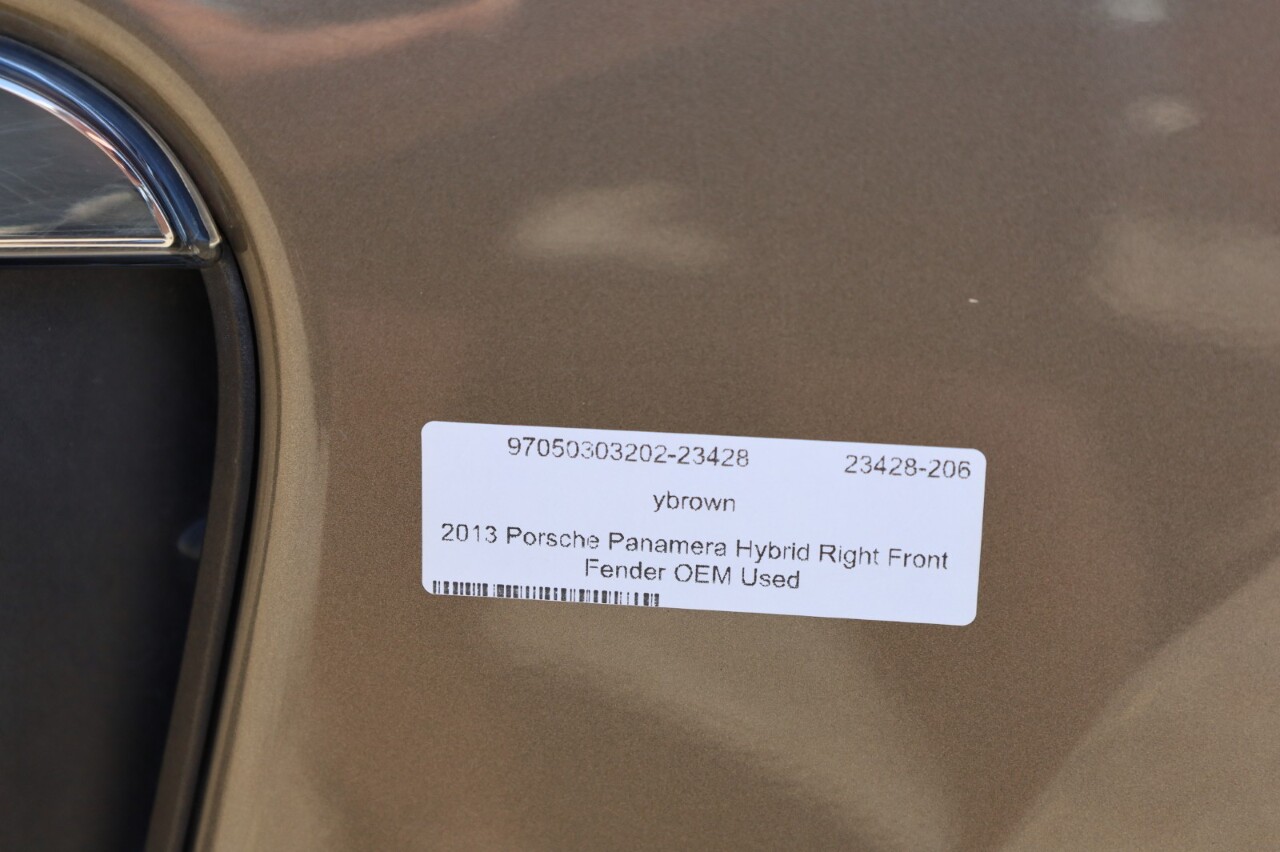 97050303202-23428 23428-206
ybrown
2013 Porsche Panamera Hybrid Right Front
Fender OEM Used